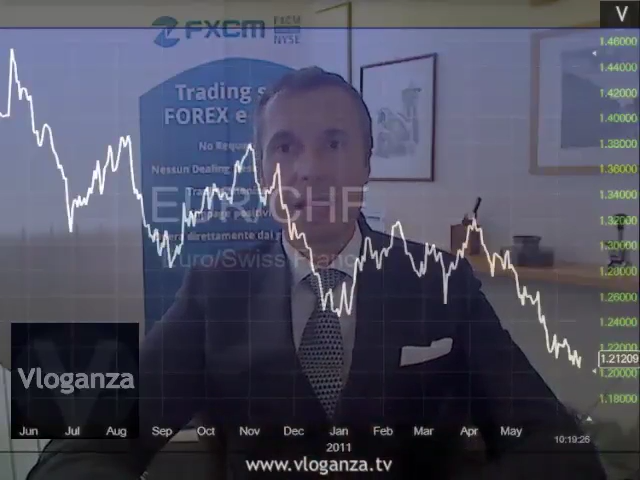 V
FXCM
FXCM
NYSE
Trading s
FOREX e
No Requo
Nessun Dealing Des
EUR/CHF
Euro/Swiss Franc
1.46000
1.44000
1.42000
1.40000
1.38000
1.36000
1.34000
1.32000
1.30000
1.28000
1.26000
1.24000
1.22000
1.21209
1.20000
1.18000
Vloganza
Jun Jul Aug Sep Oct Nov Dec Jan Feb Mar Apr May
2011
10:19:26
www.vloganza.tv